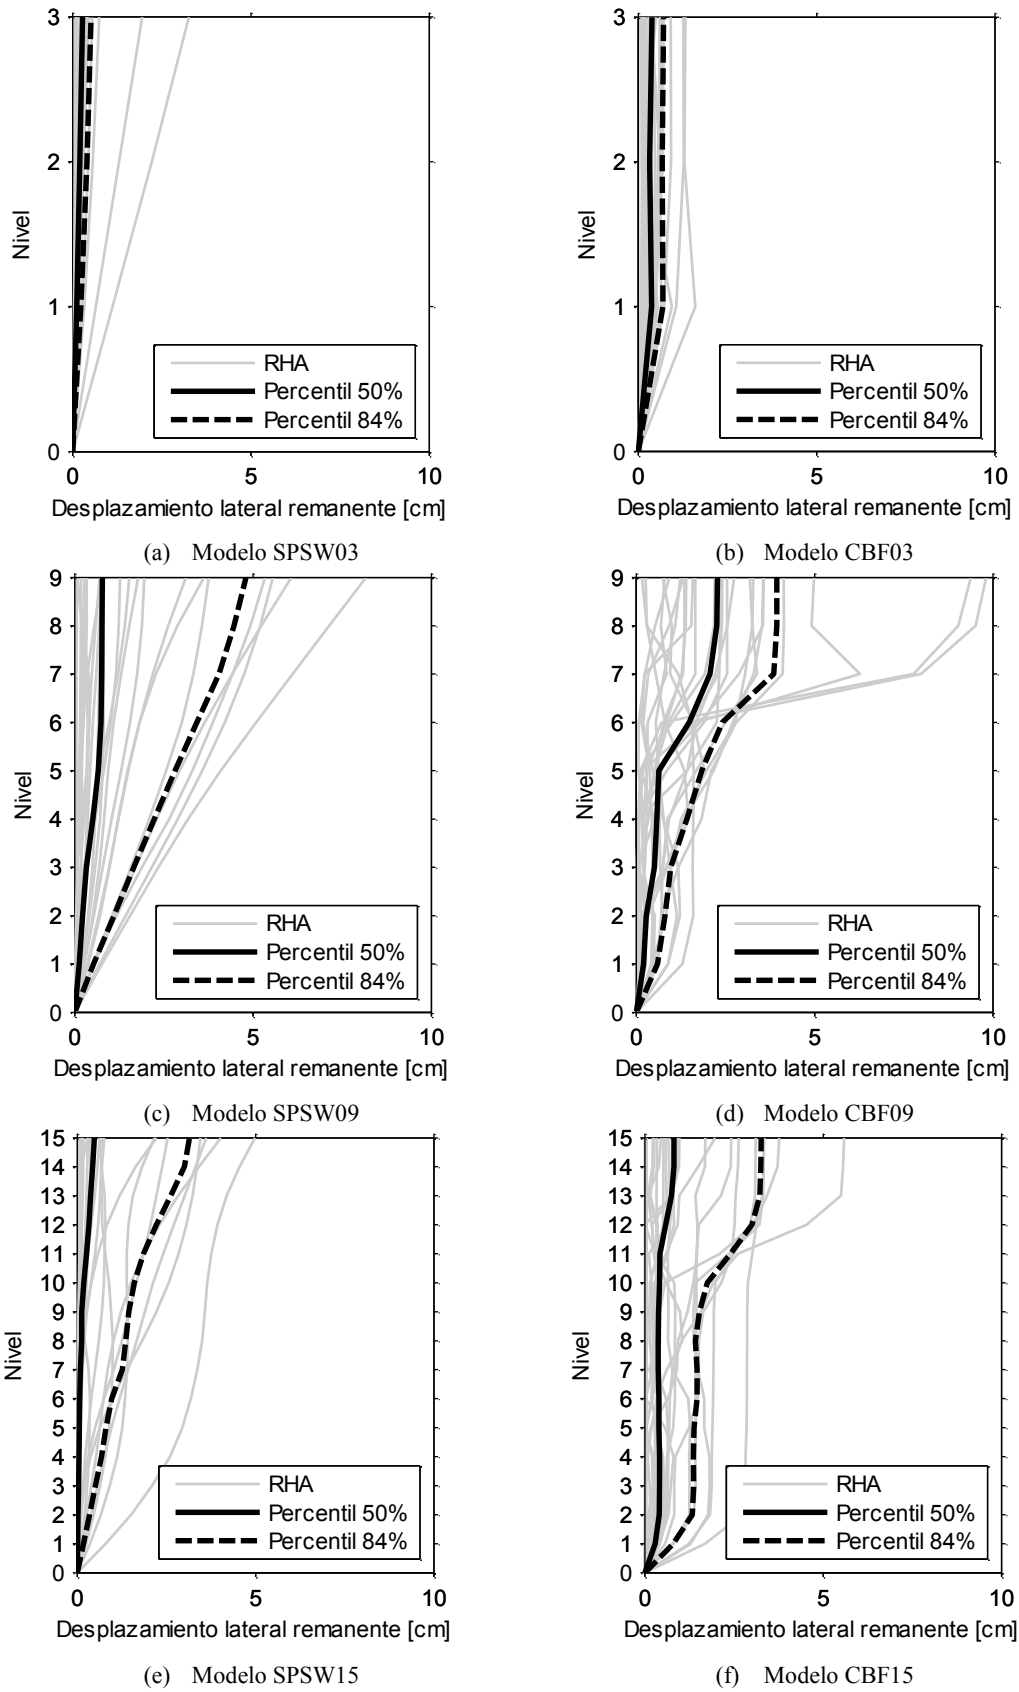 3
2
1
0
Nivel
RHA
Percentil 50%
Percentil 84%
0 5 10
Desplazamiento lateral remanente [cm]
(a) Modelo SPSW03
3
2
1
0
Nivel
RHA
Percentil 50%
Percentil 84%
0 5 10
Desplazamiento lateral remanente [cm]
(b) Modelo CBF03
9
8
7
6
5
4
3
2
1
0
Nivel
RHA
Percentil 50%
Percentil 84%
0 5 10
Desplazamiento lateral remanente [cm]
(c) Modelo SPSW09
9
8
7
6
5
4
3
2
1
0
Nivel
RHA
Percentil 50%
Percentil 84%
0 5 10
Desplazamiento lateral remanente [cm]
(d) Modelo CBF09
15
14
13
12
11
10
9
8
7
6
5
4
3
2
1
0
Nivel
RHA
Percentil 50%
Percentil 84%
0 5 10
Desplazamiento lateral remanente [cm]
(e) Modelo SPSW15
15
14
13
12
11
10
9
8
7
6
5
4
3
2
1
0
Nivel
RHA
Percentil 50%
Percentil 84%
0 5 10
Desplazamiento lateral remanente [cm]
(f) Modelo CBF15